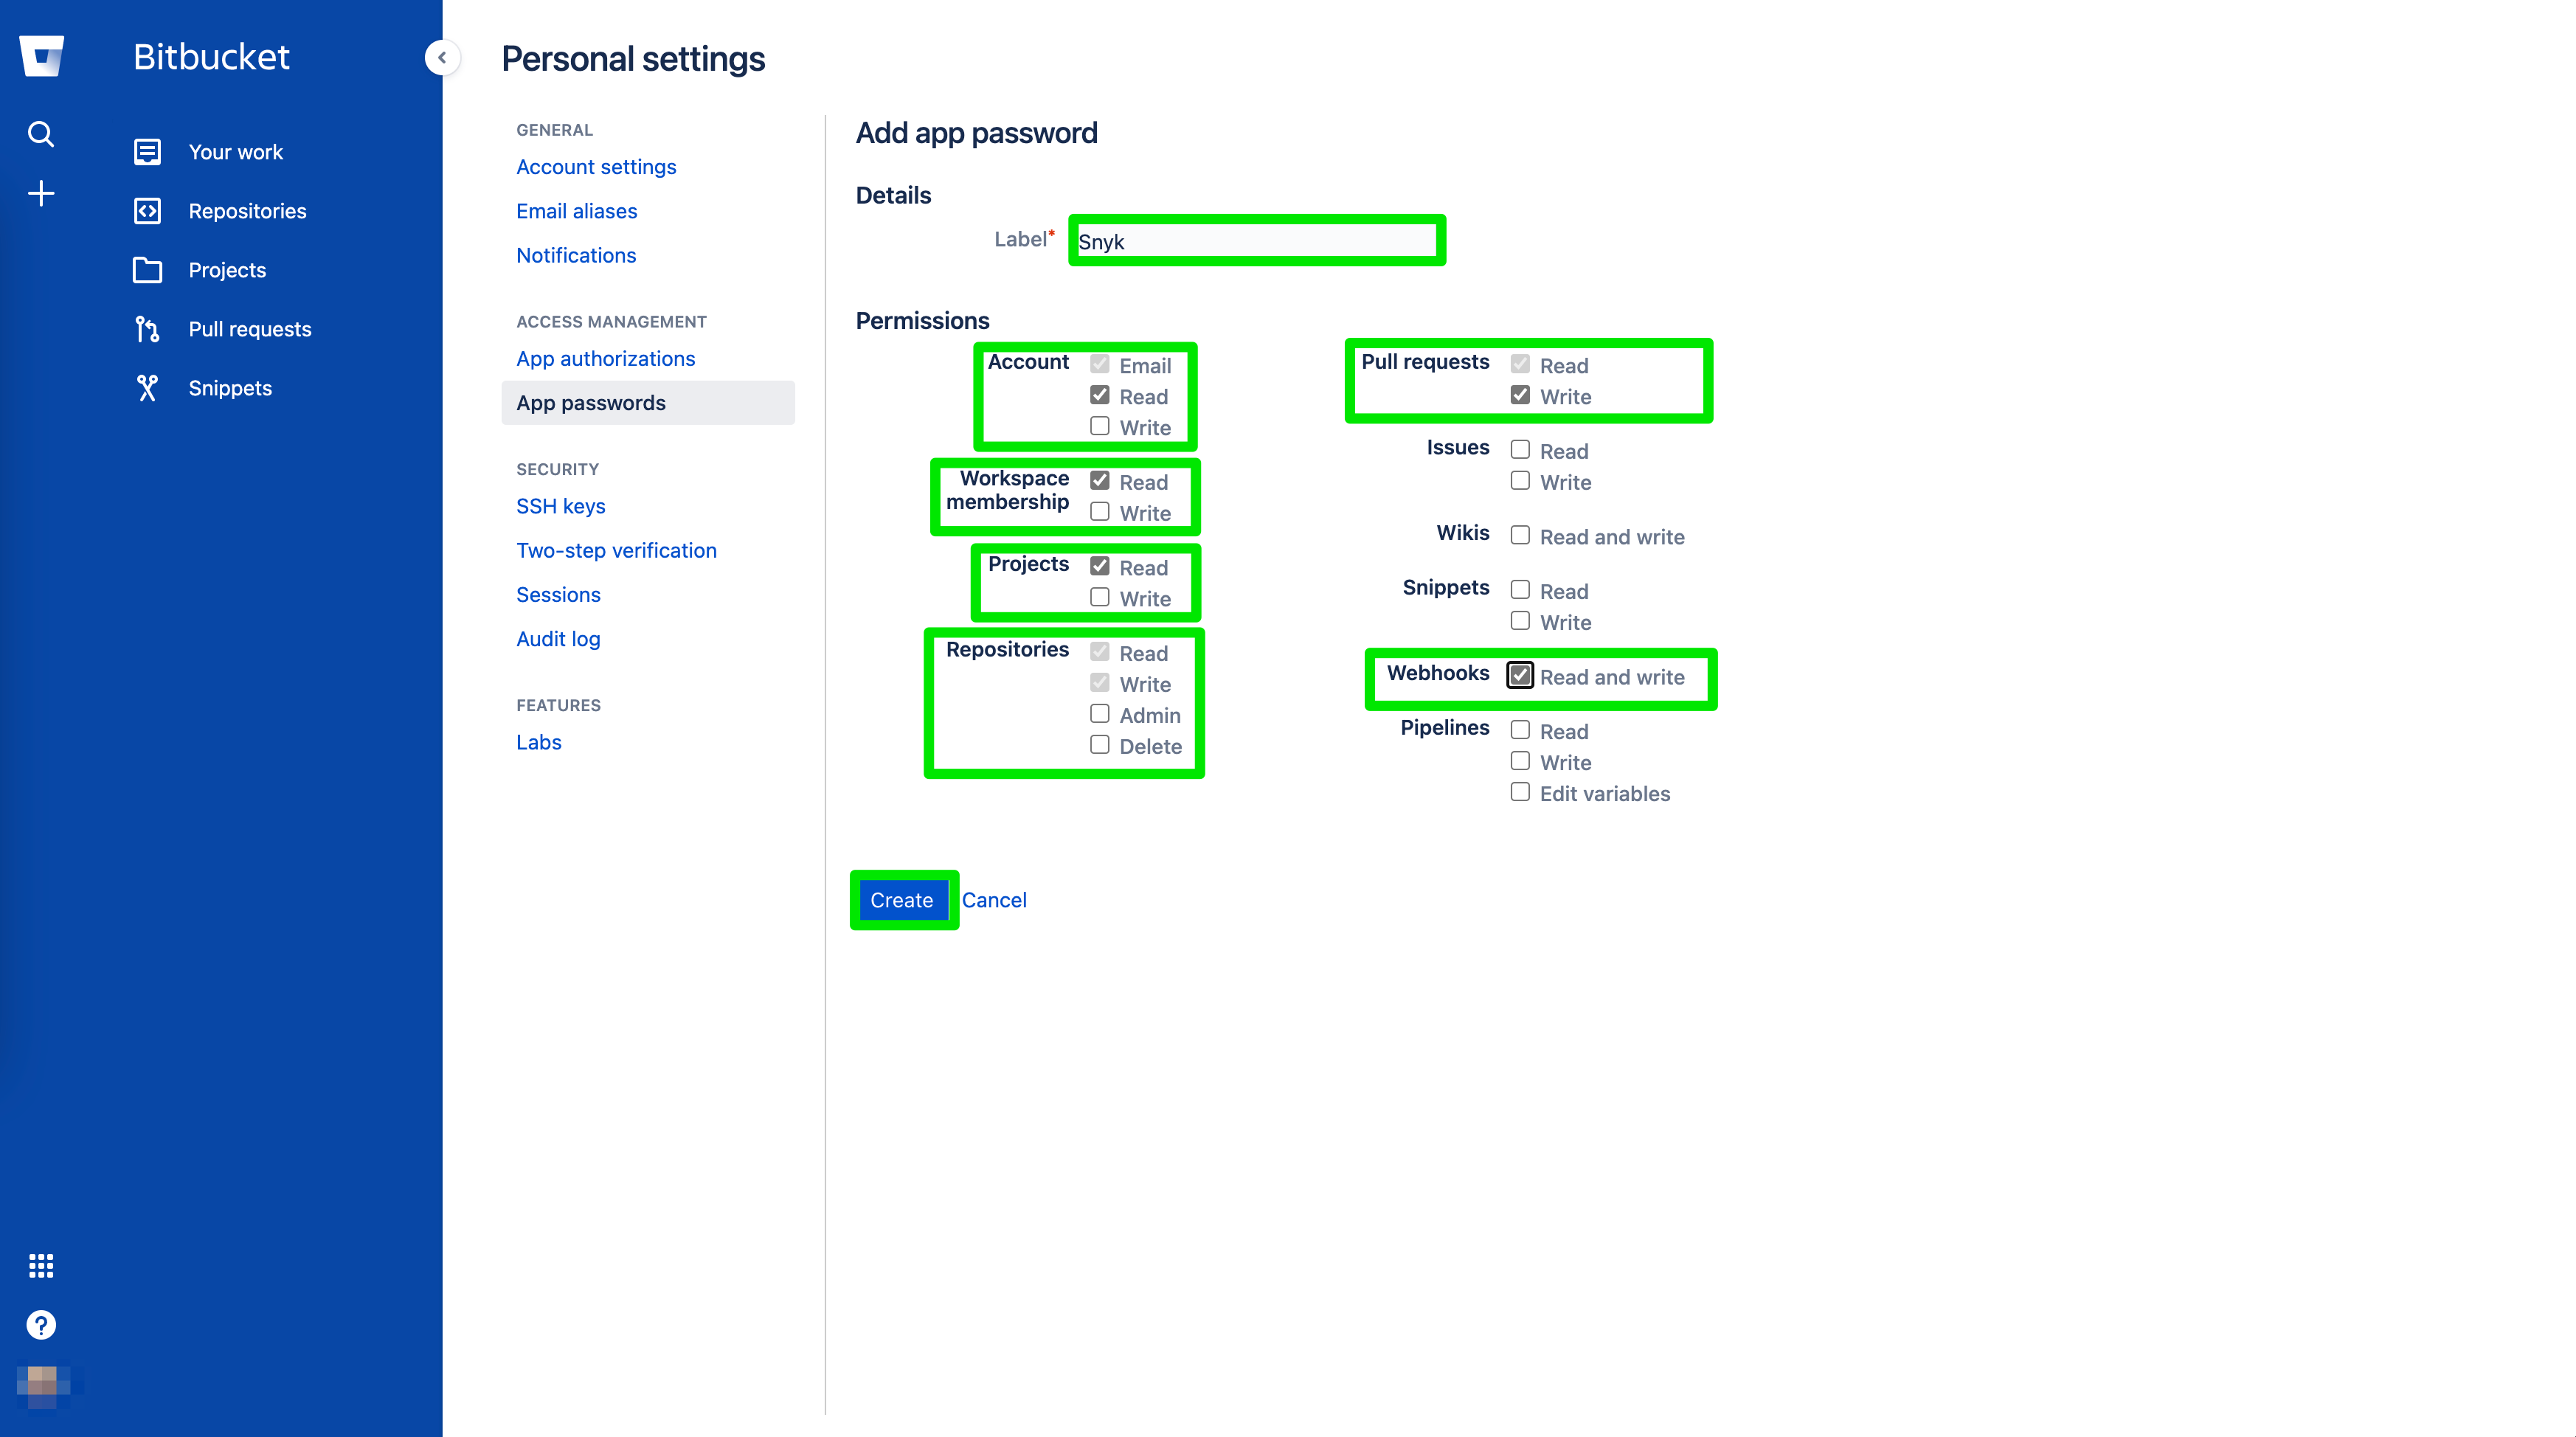 Bitbucket
Your work
Repositories
Projects
Pull requests
Snippets
Personal settings
GENERAL
Account settings
Email aliases
Notifications
ACCESS MANAGEMENT
App authorizations
App passwords
SECURITY
SSH keys
Two-step verification
Sessions
Audit log
FEATURES
Labs
Add app password
Details
Label*
Snyk
Permissions
Account
Email
Read
Write
Workspace
membership
Read
Write
Projects
Read
Write
Repositories
Read
Write
Admin
Delete
Pull requests
Read
Write
Issues
Read
Write
Wikis
Read and write
Snippets
Read
Write
Webhooks
Read and write
Pipelines
Read
Write
Edit variables
Create
Cancel